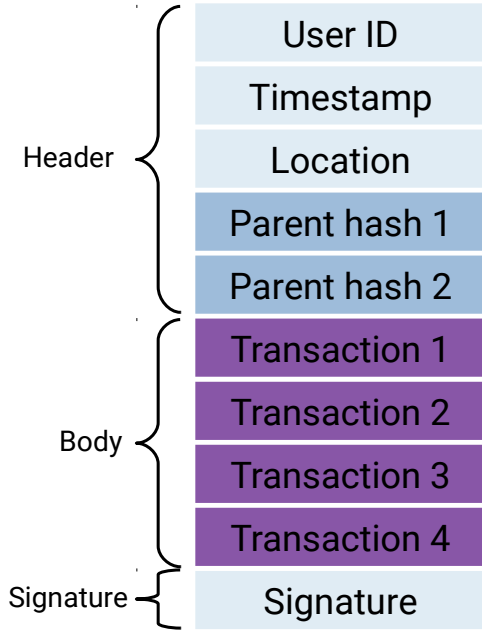 User ID
Timestamp
Header
Location
Parent hash 1
Parent hash 2
Transaction 1
Transaction 2
Body
Transaction 3
Transaction 4
Signature
Signature